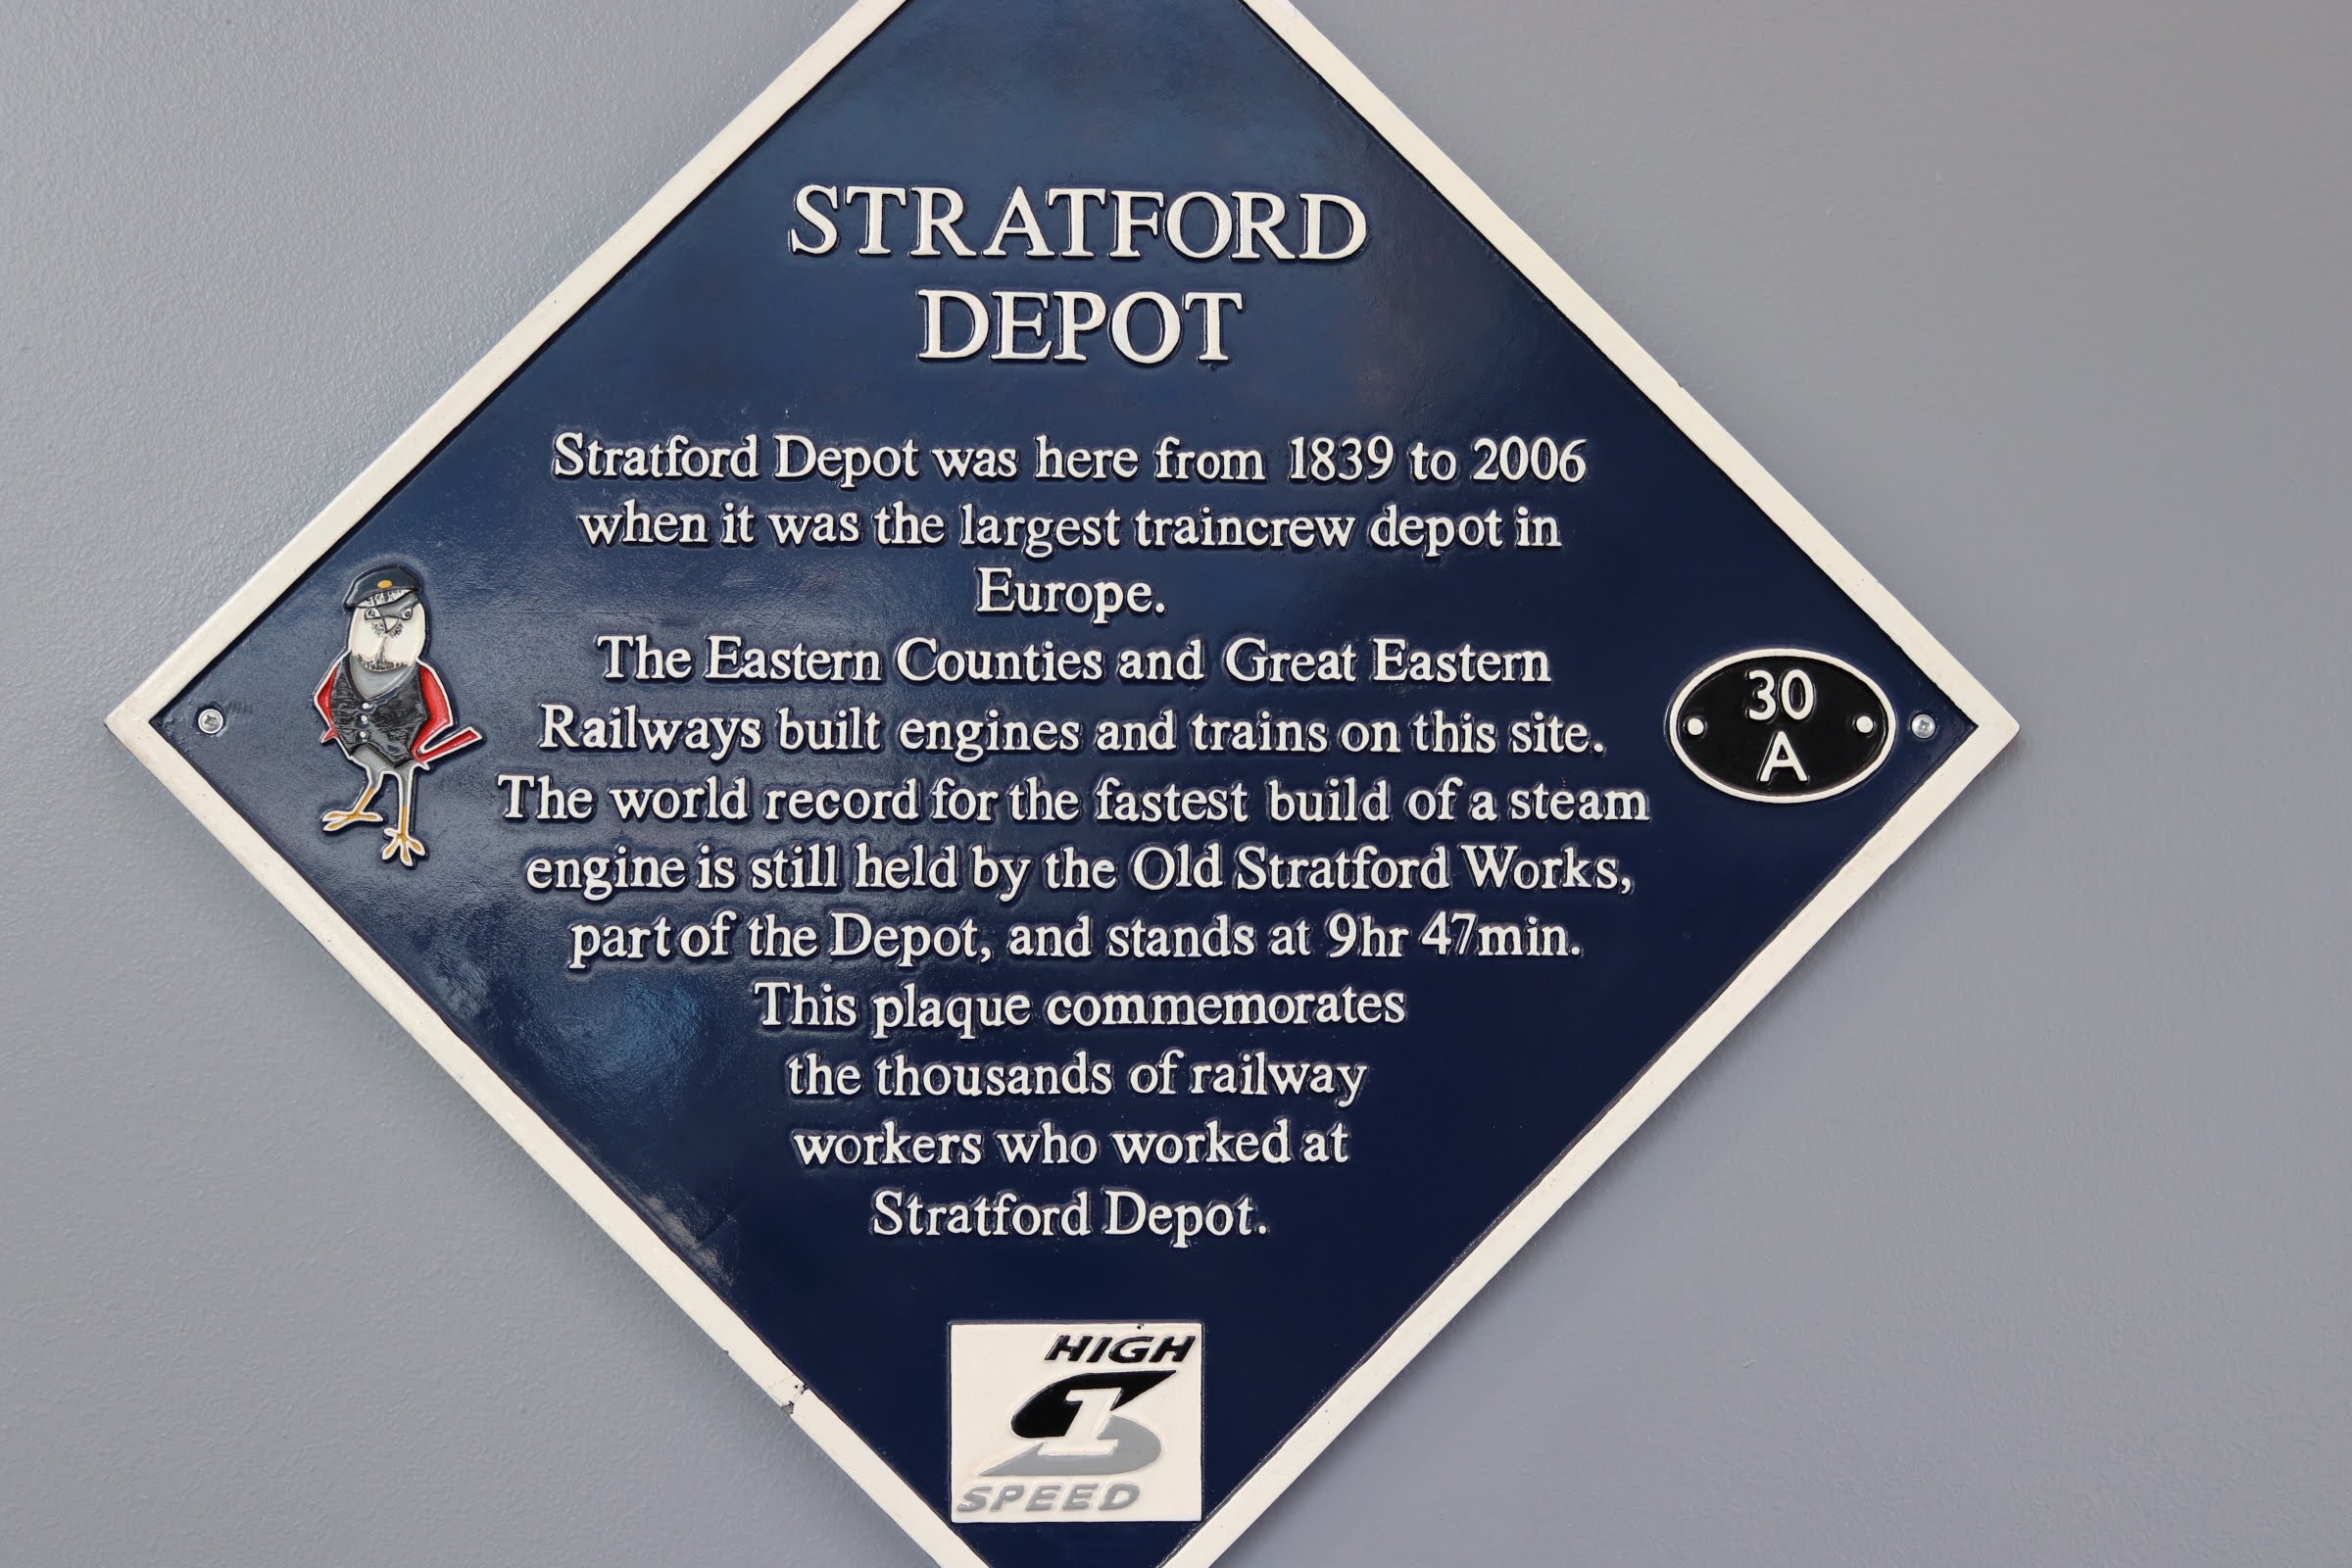 STRATFORD
DEPOT
Stratford Depot was here from 1839 to 2006
when it was the largest traincrew depot in
Europe.
The Eastern Counties and Great Eastern
Railways built engines and trains on this site.
The world record for the fastest build of a steam
engine is still held by the Old Stratford Works,
part of the Depot, and stands at 9hr 47min.
This plaque commemorates
the thousands of railway
workers who worked at
Stratford Depot.
30
A
HIGH
1
SPEED